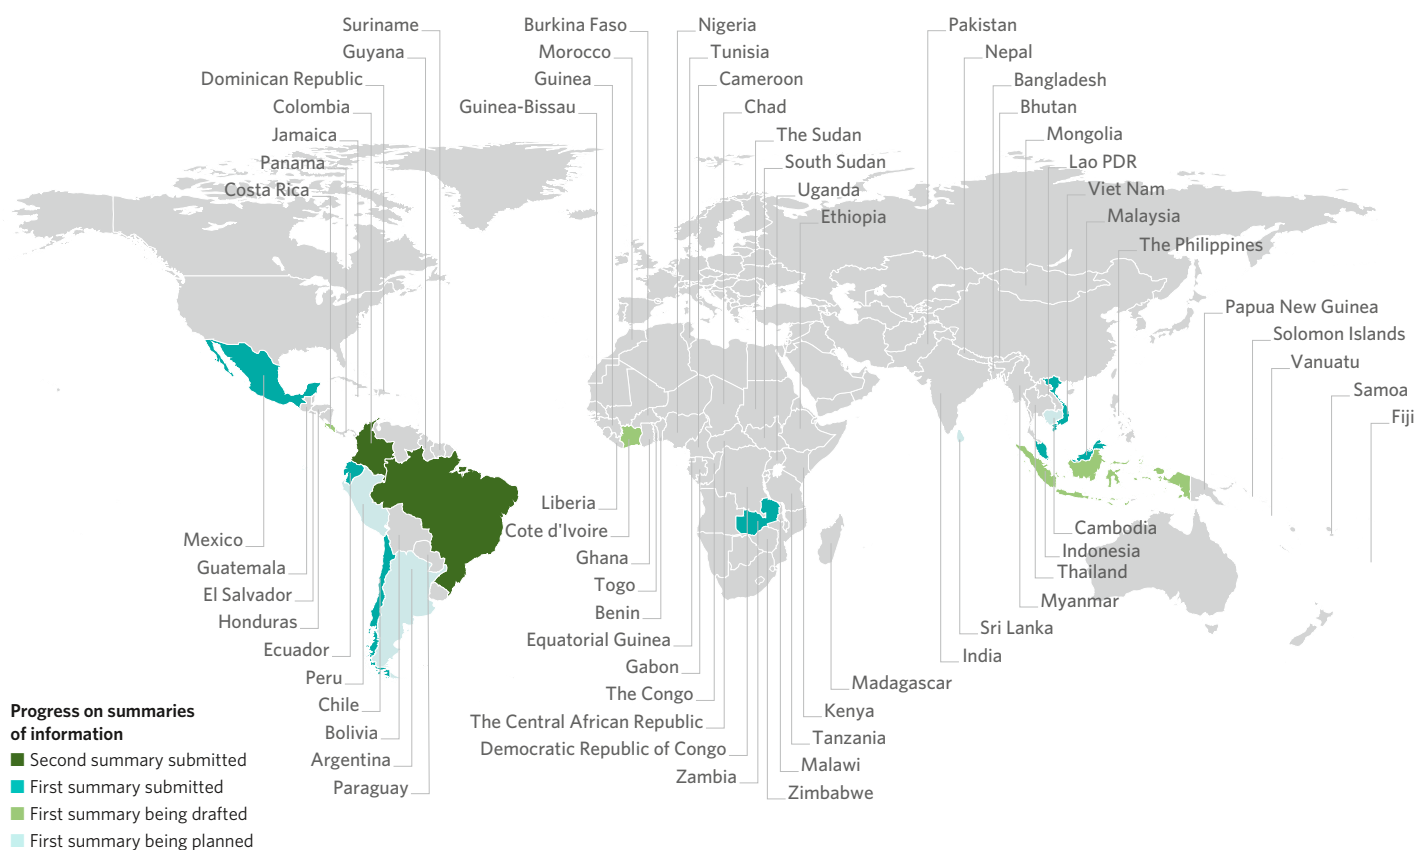 Suriname
Guyana
Dominican Republic
Colombia
Jamaica
Panama
Costa Rica
Burkina Faso
Morocco
Guinea
Guinea-Bissau
Nigeria
Tunisia
Cameroon
Chad
The Sudan
South Sudan
Uganda
Ethiopia
Pakistan
Nepal
Bangladesh
Bhutan
Mongolia
Lao PDR
Viet Nam
Malaysia
The Philippines
Papua New Guinea
Solomon Islands
Vanuatu
Samoa
Fiji
Mexico
Guatemala
El Salvador
Honduras
Ecuador
Peru
Chile
Bolivia
Argentina
Paraguay
Liberia
Cote d'Ivoire
Ghana
Togo
Benin
Equatorial Guinea
Gabon
The Congo
The Central African Republic
Democratic Republic of Congo
Zambia
Zimbabwe
Malawi
Tanzania
Kenya
Madagascar
Cambodia
Indonesia
Thailand
Myanmar
Sri Lanka
India
Progress on summaries
of information
Second summary submitted
First summary submitted
First summary being drafted
First summary being planned